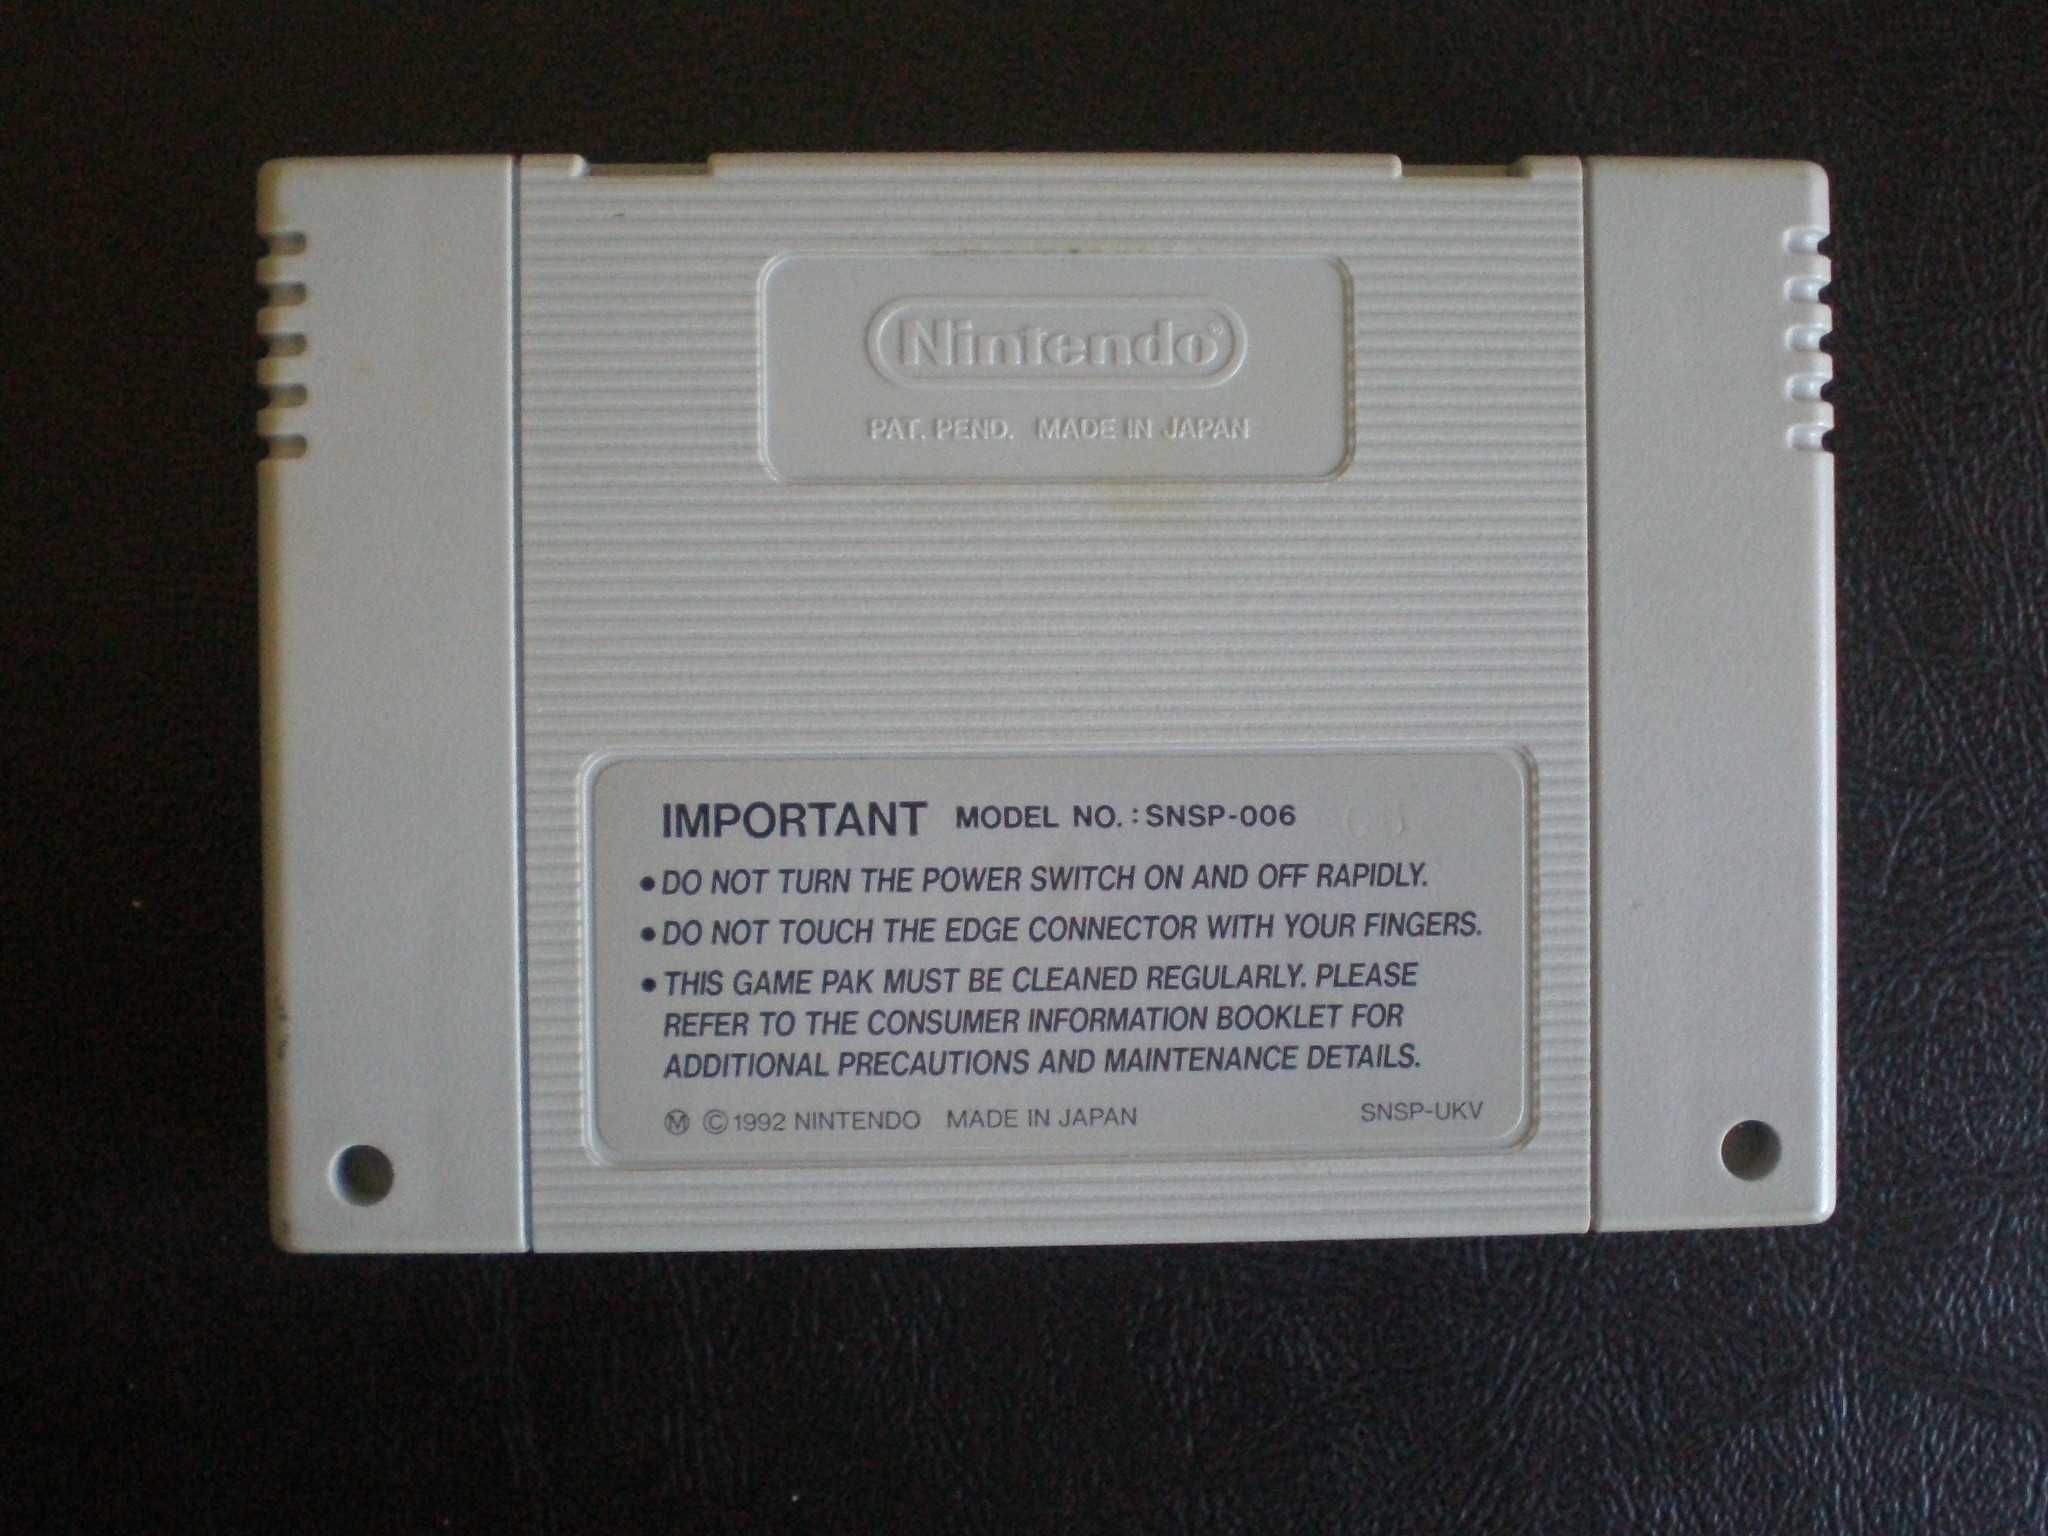 Nintendo®
PAT. PEND. MADE IN JAPAN
IMPORTANT MODEL NO.: SNSP-006
• DO NOT TURN THE POWER SWITCH ON AND OFF RAPIDLY.
• DO NOT TOUCH THE EDGE CONNECTOR WITH YOUR FINGERS.
• THIS GAME PAK MUST BE CLEANED REGULARLY. PLEASE
REFER TO THE CONSUMER INFORMATION BOOKLET FOR
ADDITIONAL PRECAUTIONS AND MAINTENANCE DETAILS.
Ⓜ ©1992 NINTENDO MADE IN JAPAN SNSP-UKV